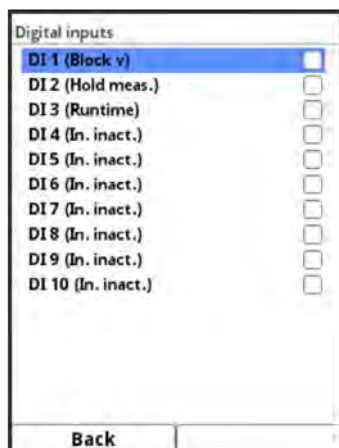 Digital inputs
DI 1 (Block v)
DI 2 (Hold meas.)
DI 3 (Runtime)
DI 4 (In. inact.)
DI 5 (In. inact.)
DI 6 (In. inact.)
DI 7 (In. inact.)
DI 8 (In. inact.)
DI 9 (In. inact.)
DI 10 (In. inact.)
Back